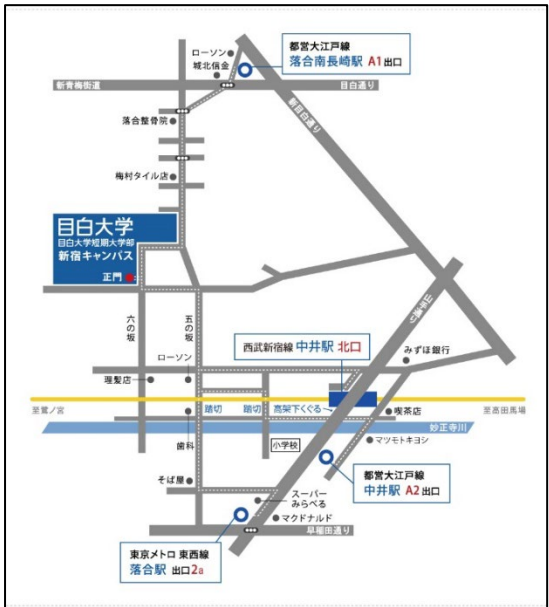 都営大江戸線
落合南長崎駅 A1 出口
ローソン
城北信金
新青梅街道
目白通り
新目白通り
落合整骨院
梅村タイル店
目白大学
目白大学短期大学部
新宿キャンパス
正門
山手通り
六の坂
五の坂
西武新宿線 中井駅 北口
みずほ銀行
ローソン
理髪店
至鷺ノ宮
踏切
踏切
高架下くぐる
喫茶店
至高田馬場
妙正寺川
歯科
小学校
マツモトキヨシ
都営大江戸線
中井駅 A2 出口
そば屋
スーパー
みらべる
マクドナルド
早稲田通り
東京メトロ 東西線
落合駅 出口2a